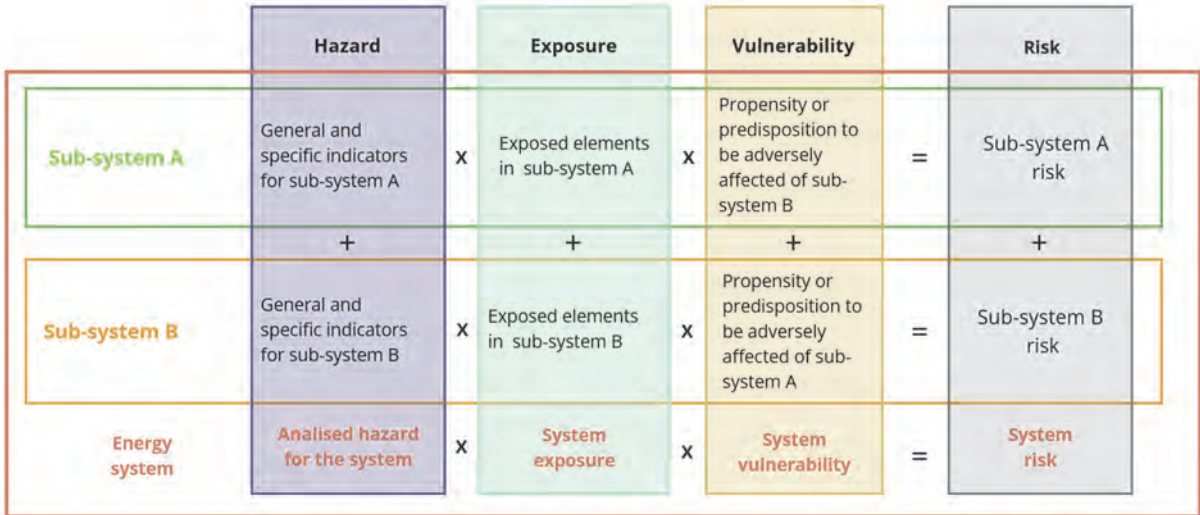 Hazard
Exposure
Vulnerability
Risk
Sub-system A
General and
specific indicators
for sub-system A
x
Exposed elements
in sub-system A
x
Propensity or
predisposition to
be adversely
affected of sub-
system B
=
Sub-system A
risk
+
+
+
+
Sub-system B
General and
specific indicators
for sub-system B
x
Exposed elements
in sub-system B
x
Propensity or
predisposition to
be adversely
affected of sub-
system A
=
Sub-system B
risk
Energy
system
Analised hazard
for the system
x
System
exposure
x
System
vulnerability
=
System
risk